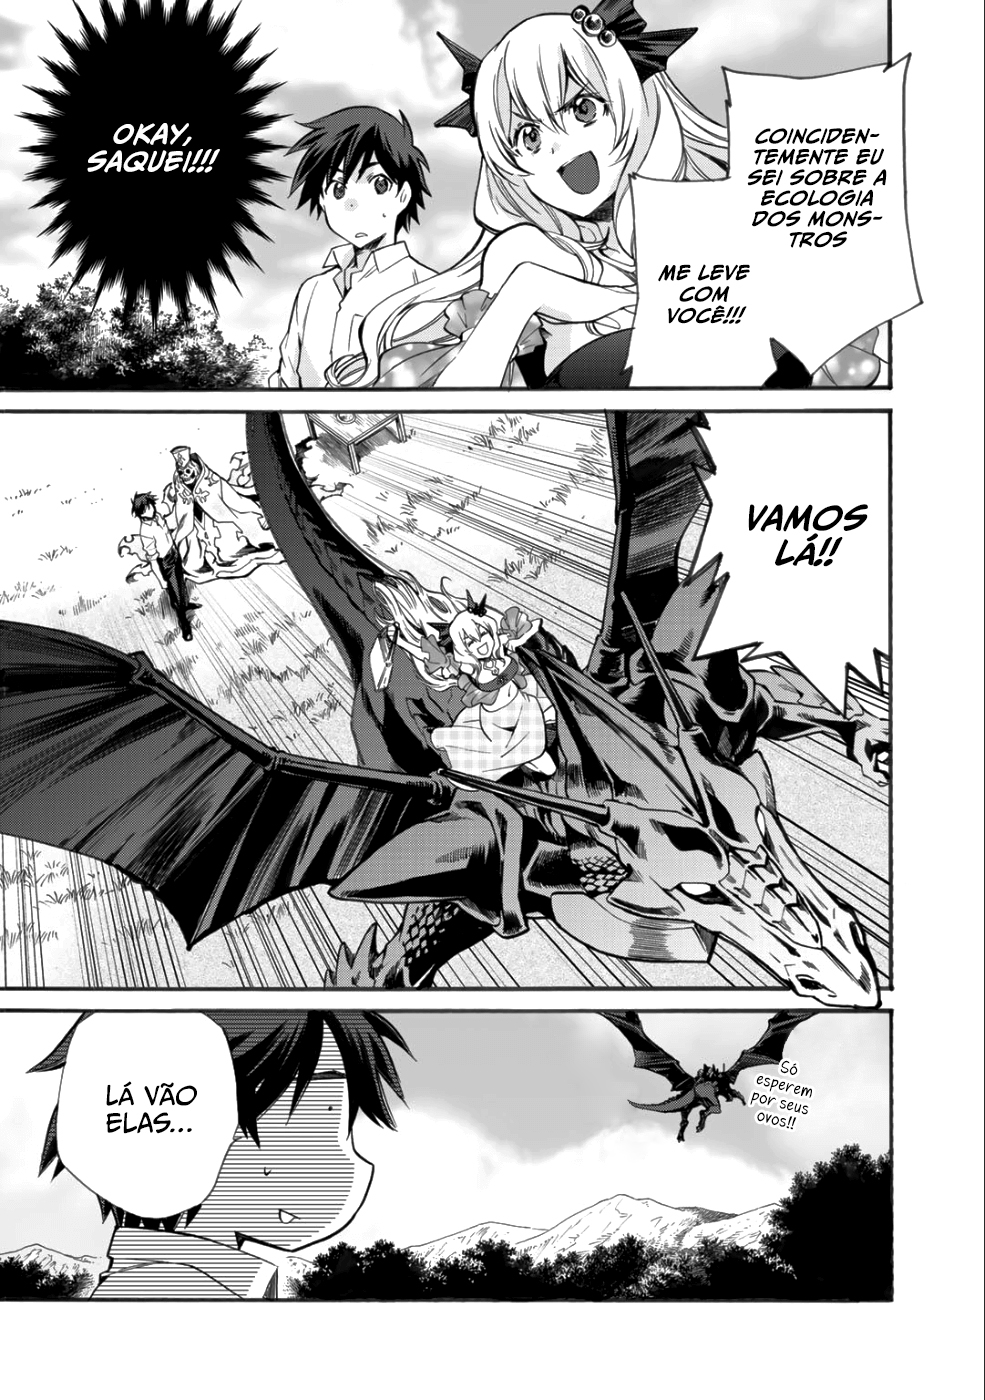 COINCIDEN-
TEMENTE EU
SEI SOBRE A
ECOLOGIA
DOS MONS-
TROS
ME LEVE
COM
VOCÊ!!!
OKAY,
SAQUEI!!!
VAMOS
LÁ!!
Só
esperem
por seus
ovos!!
LÁ VÃO
ELAS...